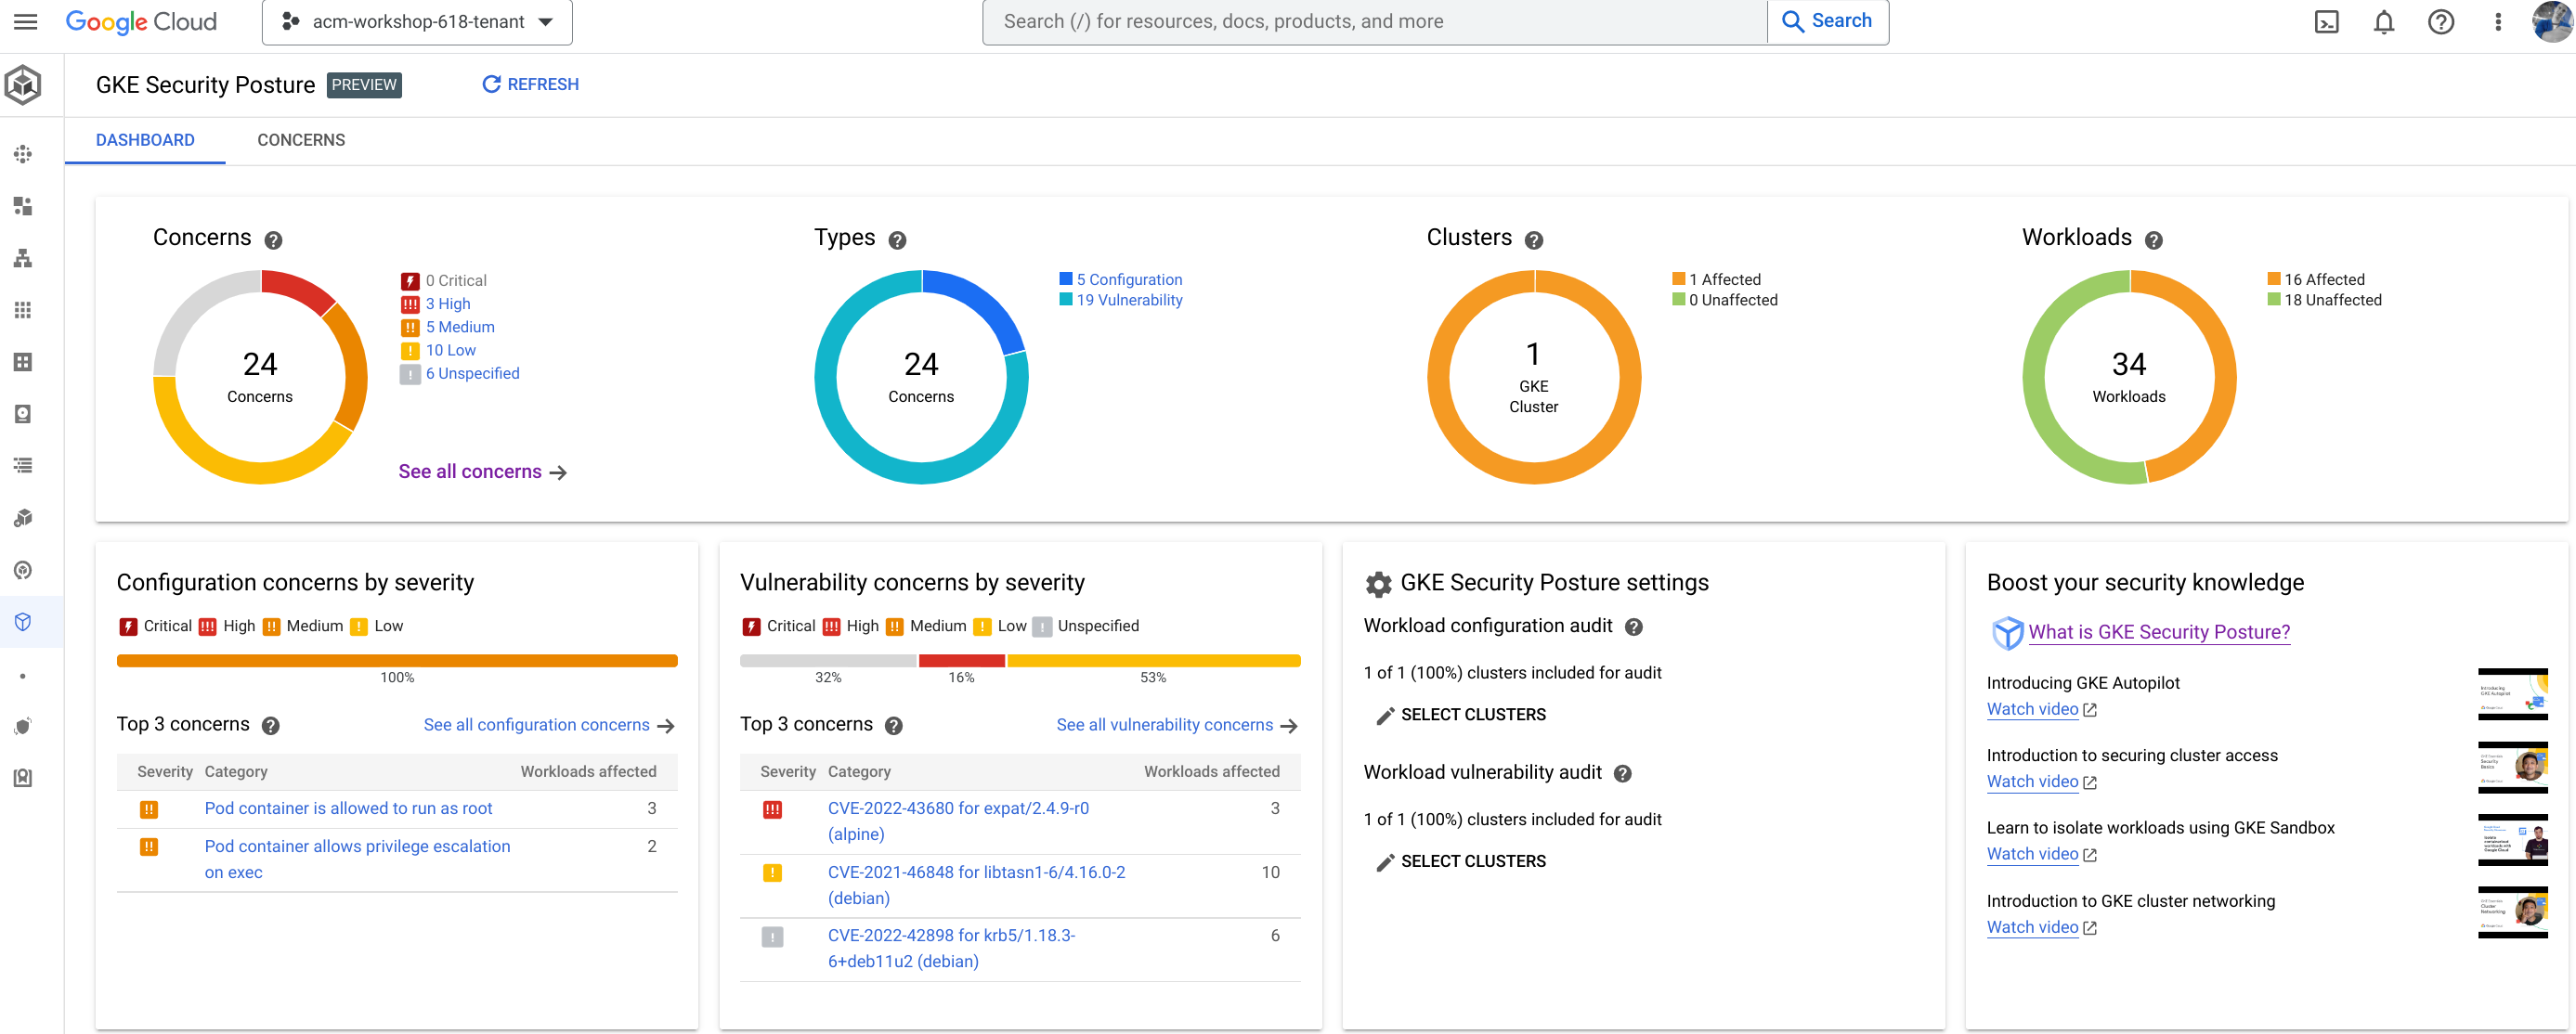 Google Cloud
acm-workshop-618-tenant
Search (/) for resources, docs, products, and more
Search
GKE Security Posture
PREVIEW
REFRESH
DASHBOARD
CONCERNS
Concerns
24
Concerns
0 Critical
3 High
5 Medium
10 Low
6 Unspecified
See all concerns
Types
24
Concerns
5 Configuration
19 Vulnerability
Clusters
1
GKE
Cluster
1 Affected
0 Unaffected
Workloads
34
Workloads
16 Affected
18 Unaffected
Configuration concerns by severity
Critical High Medium Low
100%
Top 3 concerns
See all configuration concerns
Severity Category Workloads affected
Pod container is allowed to run as root 3
Pod container allows privilege escalation 2
on exec
Vulnerability concerns by severity
Critical High Medium Low Unspecified
32% 16% 53%
Top 3 concerns
See all vulnerability concerns
Severity Category Workloads affected
CVE-2022-43680 for expat/2.4.9-r0 3
(alpine)
CVE-2021-46848 for libtasn1-6/4.16.0-2 10
(debian)
CVE-2022-42898 for krb5/1.18.3- 6
6+deb11u2 (debian)
GKE Security Posture settings
Workload configuration audit
1 of 1 (100%) clusters included for audit
SELECT CLUSTERS
Workload vulnerability audit
1 of 1 (100%) clusters included for audit
SELECT CLUSTERS
Boost your security knowledge
What is GKE Security Posture?
Introducing GKE Autopilot
Watch video
Introduction to securing cluster access
Watch video
Learn to isolate workloads using GKE Sandbox
Watch video
Introduction to GKE cluster networking
Watch video